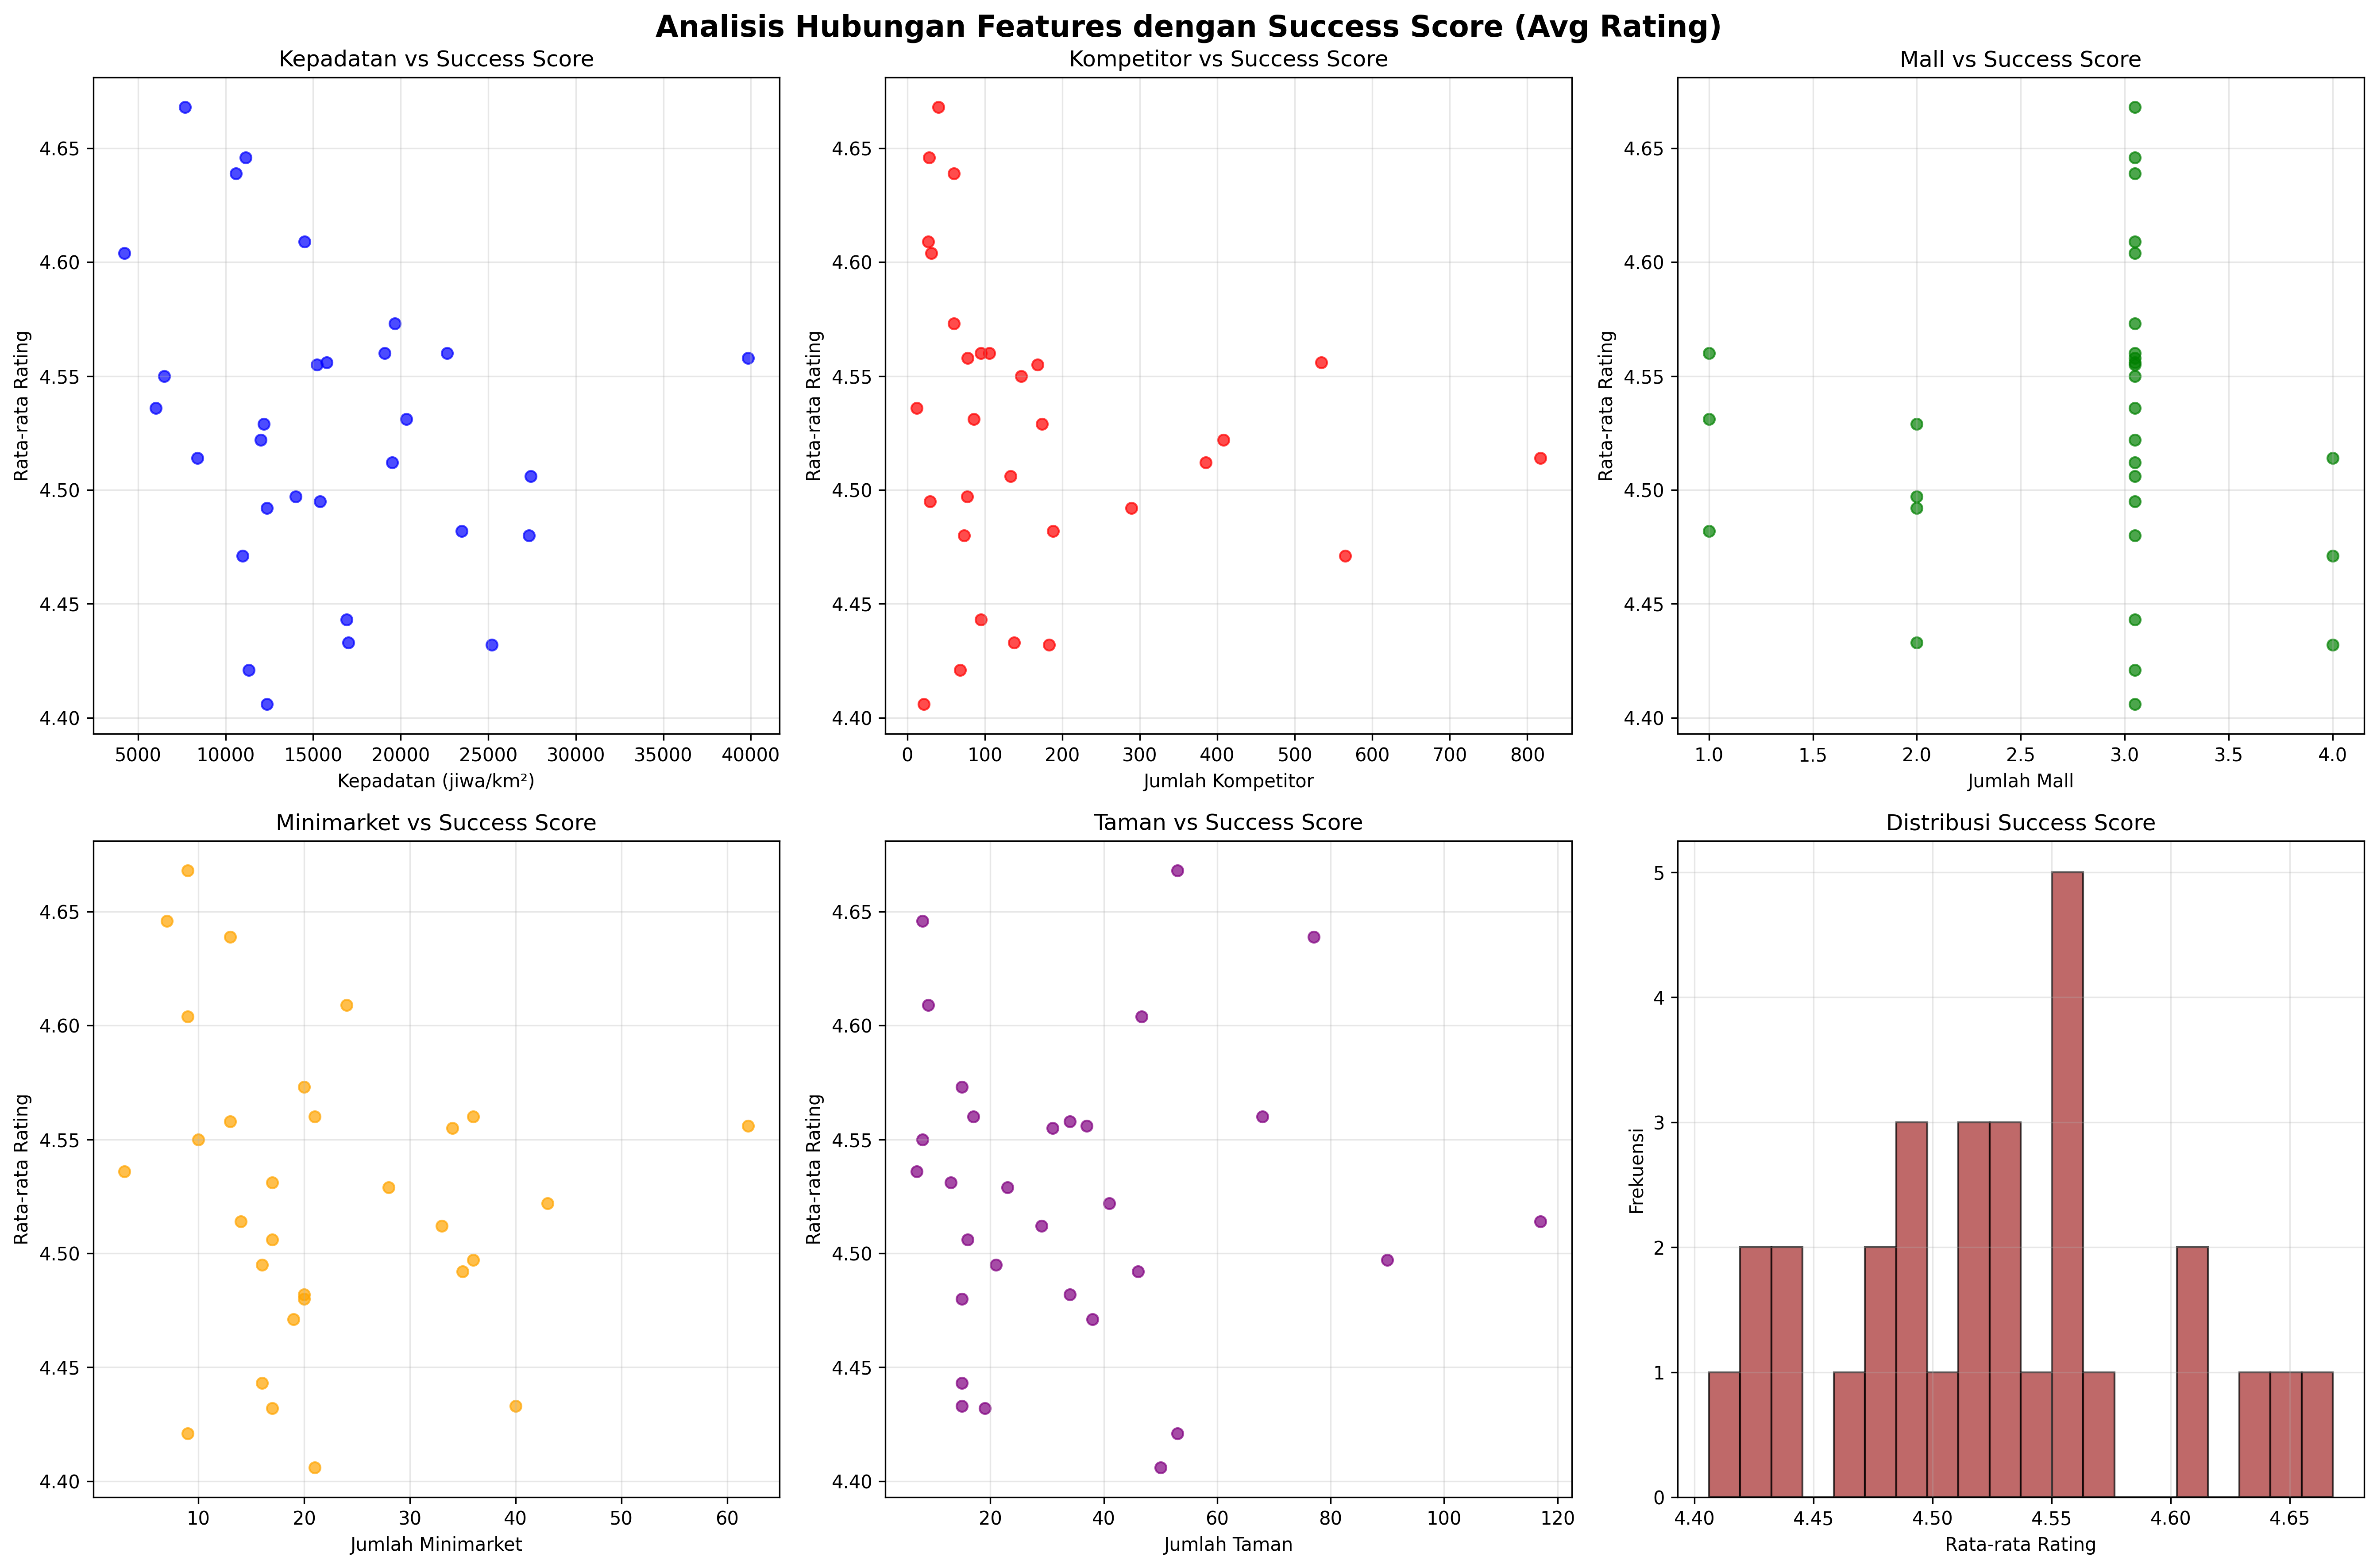 Analisis Hubungan Features dengan Success Score (Avg Rating)
Kepadatan vs Success Score
Rata-rata Rating
4.65
4.60
4.55
4.50
4.45
4.40
5000 10000 15000 20000 25000 30000 35000 40000
Kepadatan (jiwa/km²)
Kompetitor vs Success Score
Rata-rata Rating
4.65
4.60
4.55
4.50
4.45
4.40
0 100 200 300 400 500 600 700 800
Jumlah Kompetitor
Mall vs Success Score
Rata-rata Rating
4.65
4.60
4.55
4.50
4.45
4.40
1.0 1.5 2.0 2.5 3.0 3.5 4.0
Jumlah Mall
Minimarket vs Success Score
Rata-rata Rating
4.65
4.60
4.55
4.50
4.45
4.40
10 20 30 40 50 60
Jumlah Minimarket
Taman vs Success Score
Rata-rata Rating
4.65
4.60
4.55
4.50
4.45
4.40
20 40 60 80 100 120
Jumlah Taman
Distribusi Success Score
Frekuensi
5
4
3
2
1
0
4.40 4.45 4.50 4.55 4.60 4.65
Rata-rata Rating